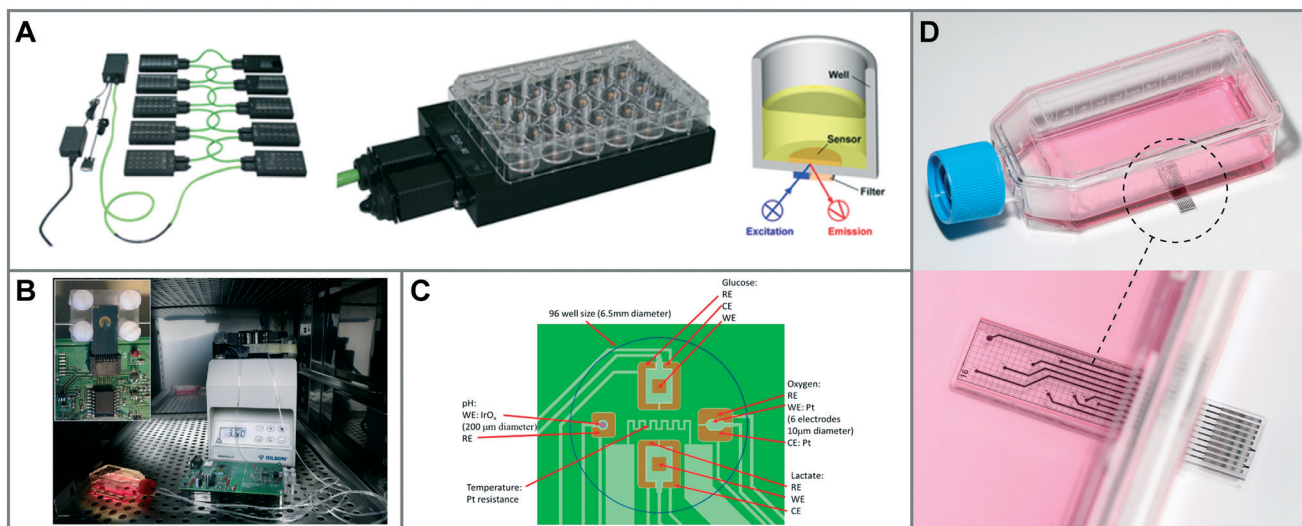 A
Well
Sensor
Filter
Excitation
Emission
B
GILSON
C
Glucose:
RE
CE
WE
96 well size (6.5mm diameter)
Oxygen:
RE
WE: Pt
(6 electrodes
10μm diameter)
CE: Pt
pH:
WE: IrOₓ
(200 μm diameter)
RE
Temperature:
Pt resistance
Lactate:
RE
WE
CE
D
16